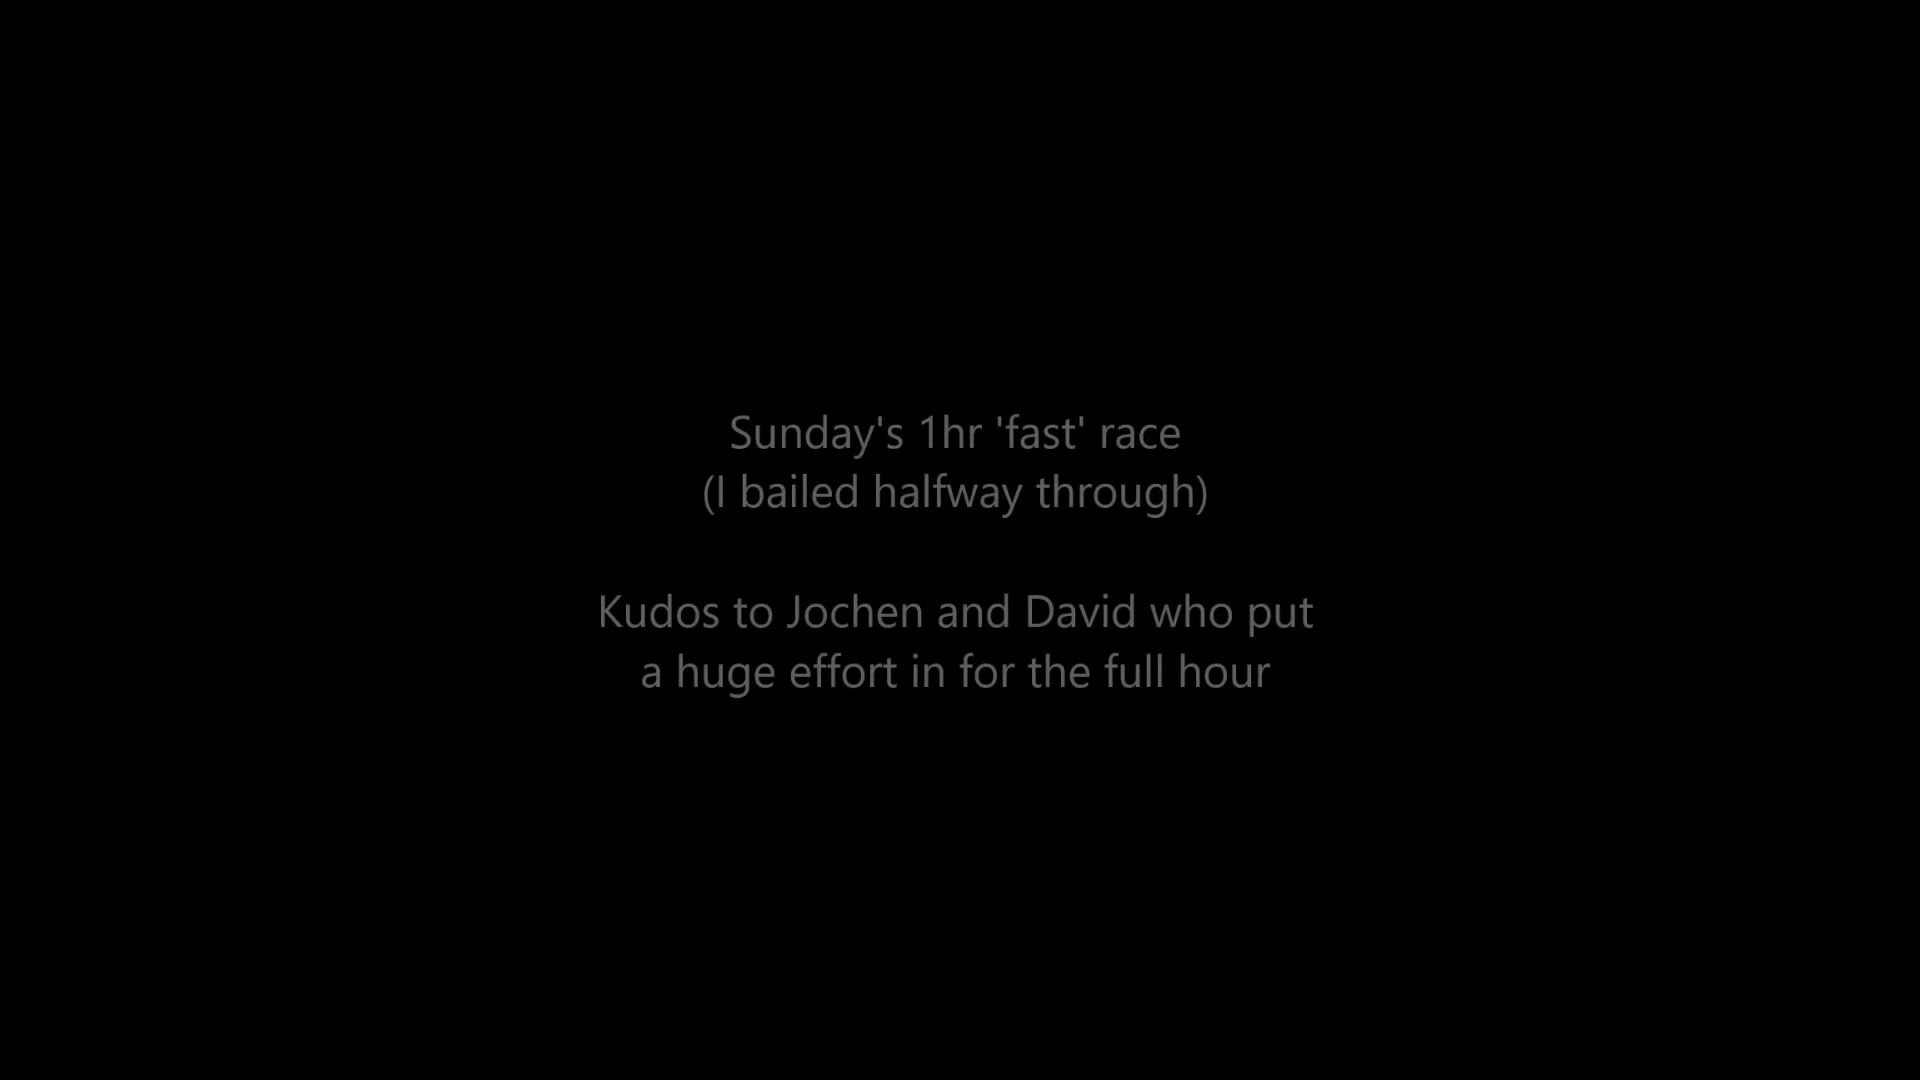 Sunday's 1hr 'fast' race
(I bailed halfway through)
Kudos to Jochen and David who put
a huge effort in for the full hour